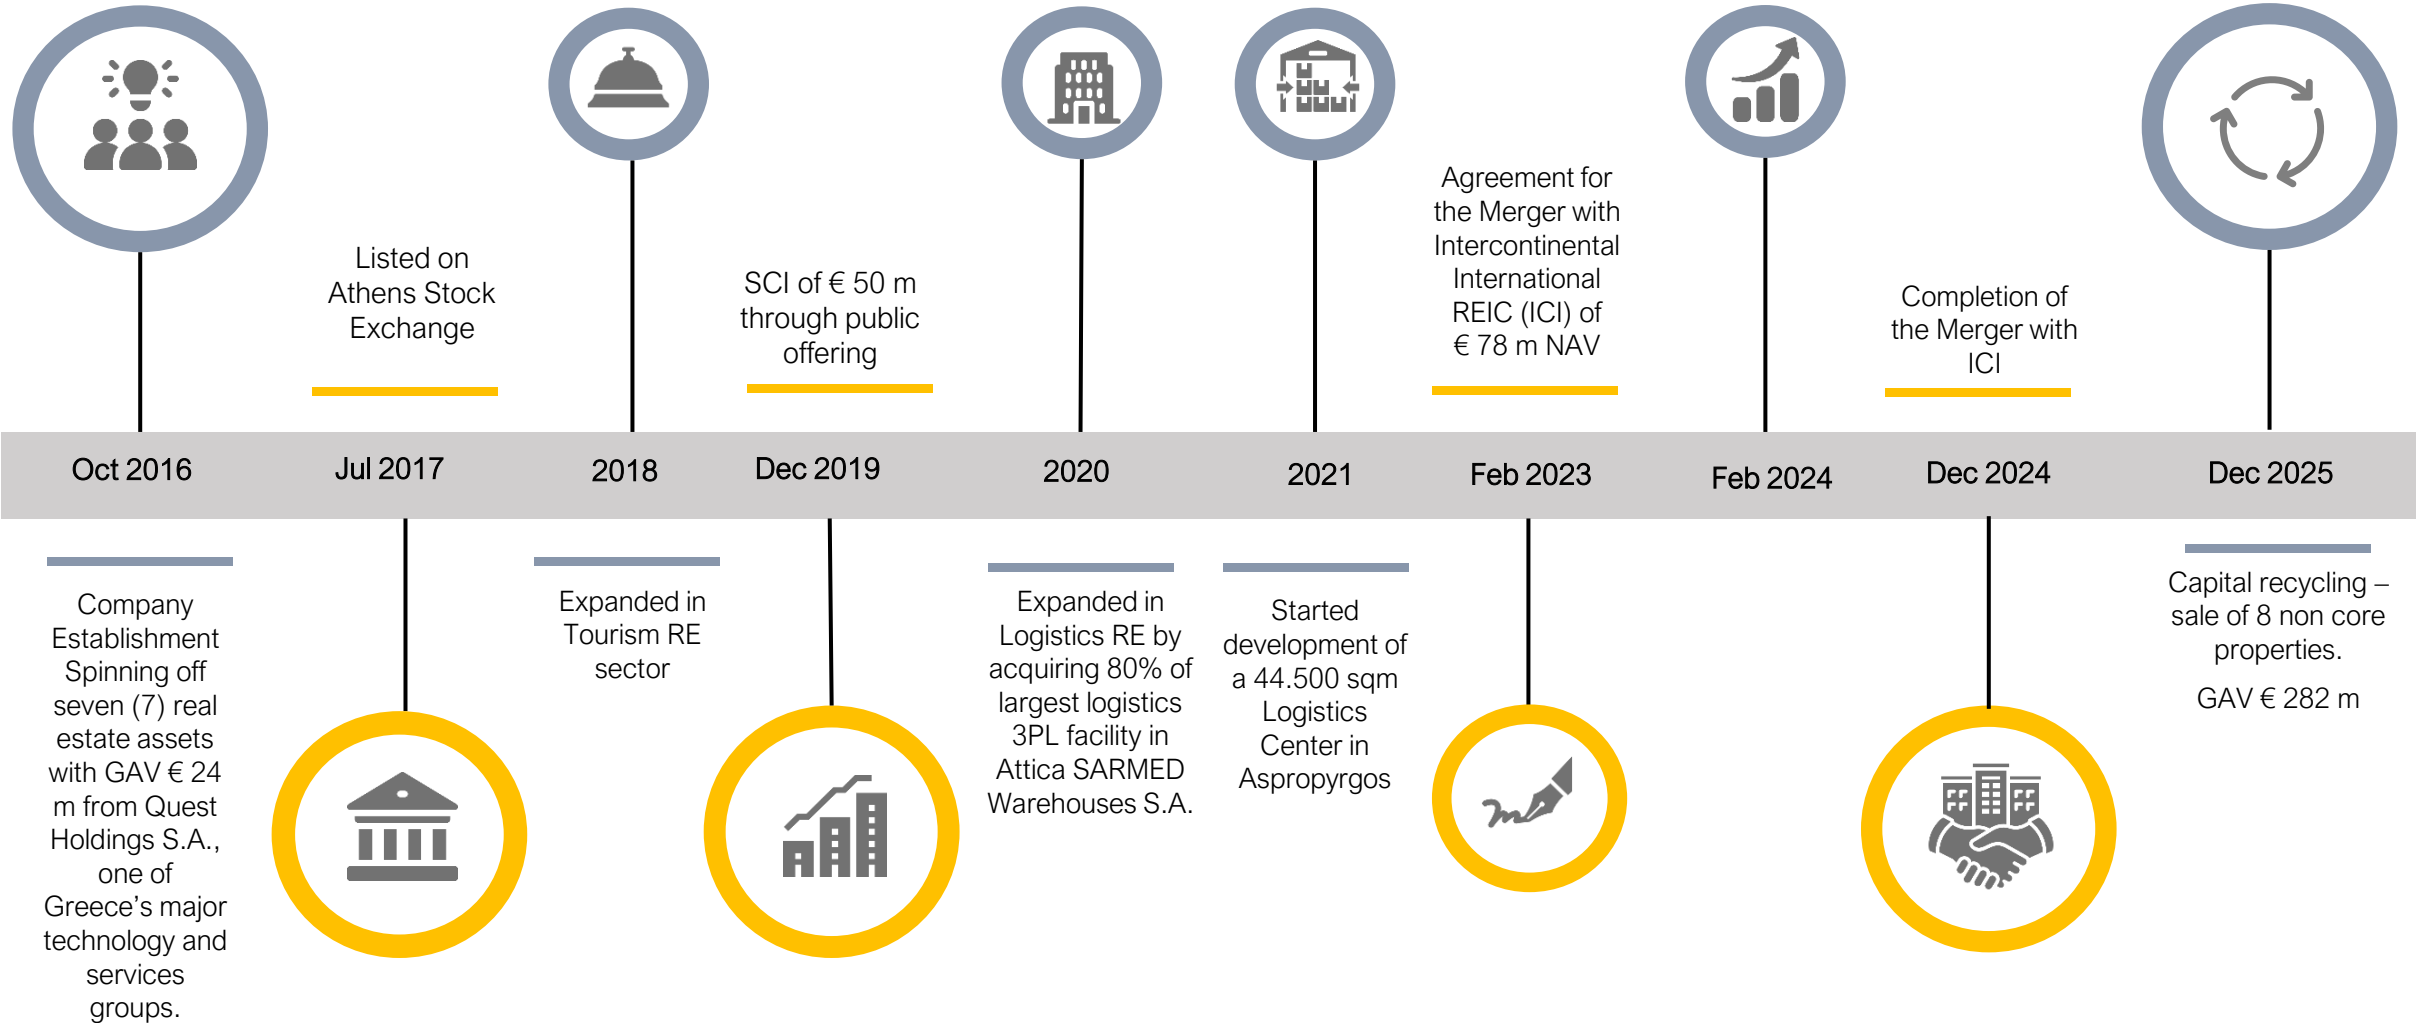 Listed on
Athens Stock
Exchange
SCI of € 50 m
through public
offering
Agreement for
the Merger with
Intercontinental
International
REIC (ICI) of
€ 78 m NAV
Completion of
the Merger with
ICI
Oct 2016
Jul 2017
2018
Dec 2019
2020
2021
Feb 2023
Feb 2024
Dec 2024
Dec 2025
Company
Establishment
Spinning off
seven (7) real
estate assets
with GAV € 24
m from Quest
Holdings S.A.,
one of
Greece’s major
technology and
services
groups.
Expanded in
Tourism RE
sector
Expanded in
Logistics RE by
acquiring 80% of
largest logistics
3PL facility in
Attica SARMED
Warehouses S.A.
Started
development of
a 44.500 sqm
Logistics
Center in
Aspropyrgos
Capital recycling –
sale of 8 non core
properties.
GAV € 282 m